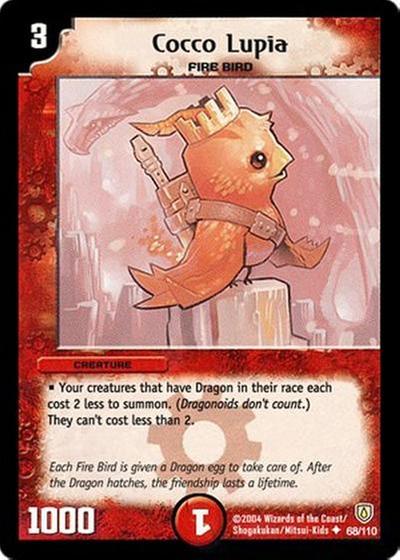 3
Cocco Lupia
FIRE BIRD
CREATURE
▪ Your creatures that have Dragon in their race each
cost 2 less to summon. (Dragonoids don't count.)
They can't cost less than 2.
Each Fire Bird is given a Dragon egg to take care of. After
the Dragon hatches, the friendship lasts a lifetime.
1000
1
©2004 Wizards of the Coast/
Shogakukan/Mitsui-Kids ♦ 68/110